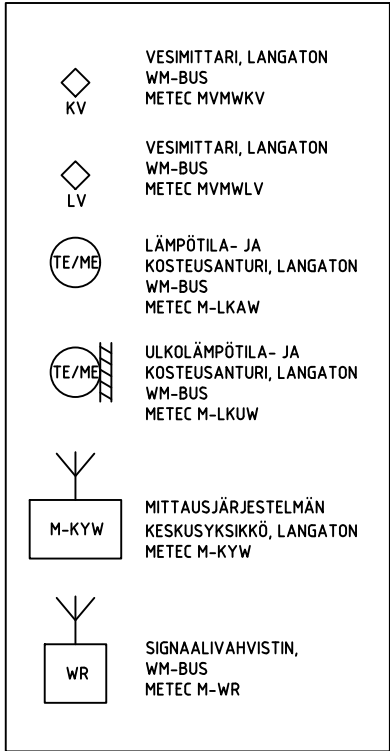 KV
VESIMITTARI, LANGATON
WM-BUS
METEC MVMWKV
LV
VESIMITTARI, LANGATON
WM-BUS
METEC MVMWLV
TE/ME
LÄMPÖTILA- JA
KOSTEUSANTURI, LANGATON
WM-BUS
METEC M-LKAW
TE/ME
ULKOLÄMPÖTILA- JA
KOSTEUSANTURI, LANGATON
WM-BUS
METEC M-LKUW
M-KYW
MITTAUSJÄRJESTELMÄN
KESKUSYKSIKKÖ, LANGATON
METEC M-KYW
WR
SIGNAALIVAHVISTIN,
WM-BUS
METEC M-WR